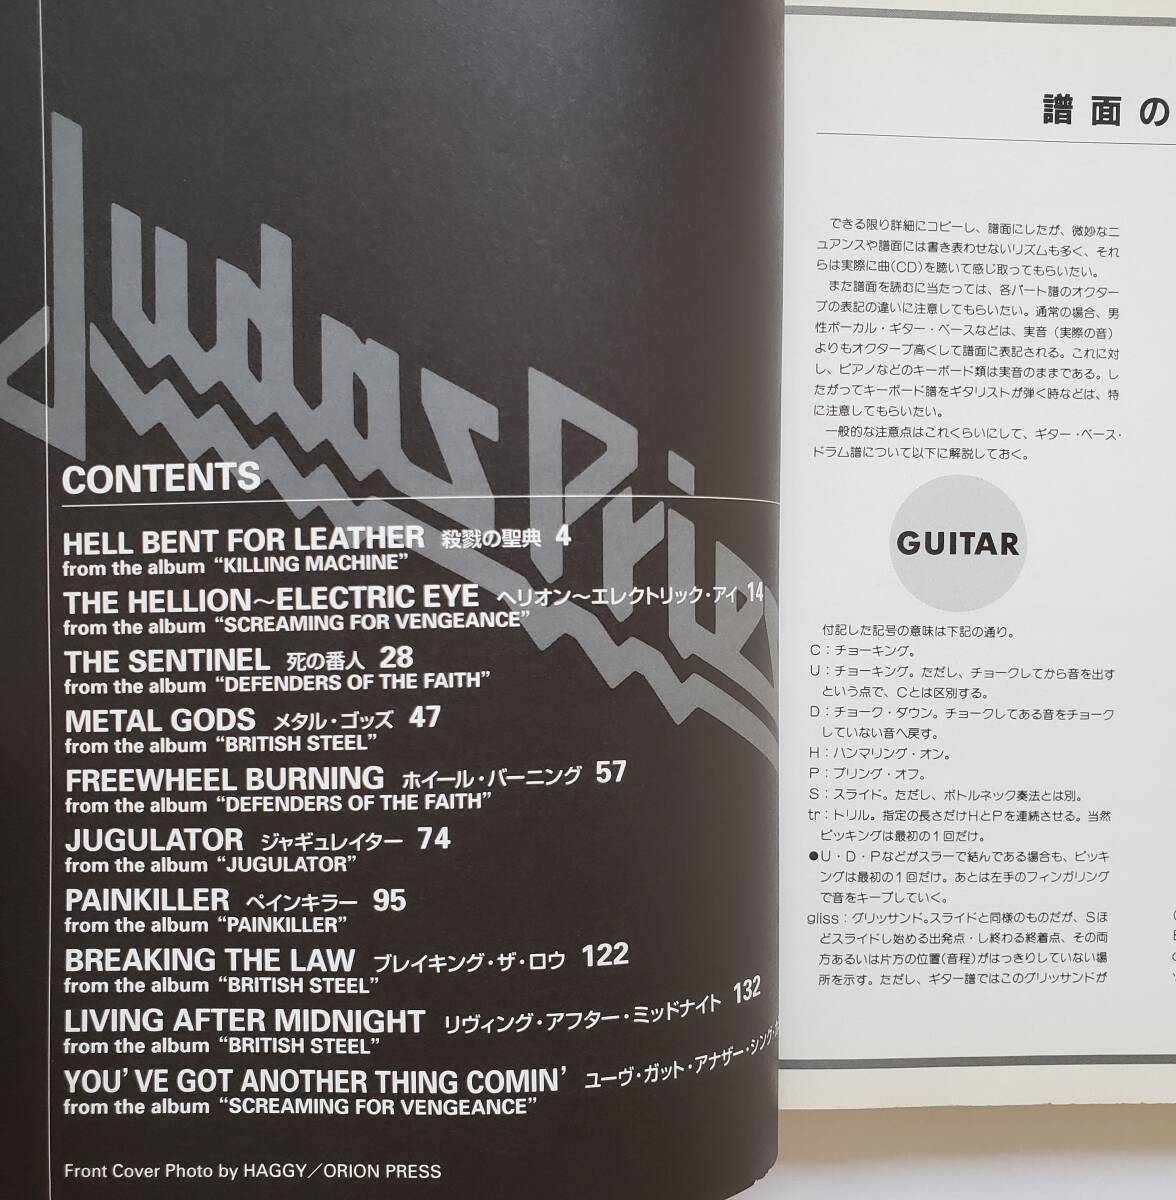 Judas Prie
CONTENTS
HELL BENT FOR LEATHER 殺戮の聖典 4
from the album “KILLING MACHINE”
THE HELLION～ELECTRIC EYE ヘリオン～エレクトリック・アイ 14
from the album “SCREAMING FOR VENGEANCE”
THE SENTINEL 死の番人 28
from the album “DEFENDERS OF THE FAITH”
METAL GODS メタル・ゴッズ 47
from the album “BRITISH STEEL”
FREEWHEEL BURNING ホイール・バーニング 57
from the album “DEFENDERS OF THE FAITH”
JUGULATOR ジャギュレイター 74
from the album “JUGULATOR”
PAINKILLER ペインキラー 95
from the album “PAINKILLER”
BREAKING THE LAW ブレイキング・ザ・ロウ 122
from the album “BRITISH STEEL”
LIVING AFTER MIDNIGHT リヴィング・アフター・ミッドナイト 132
from the album “BRITISH STEEL”
YOU’VE GOT ANOTHER THING COMIN’ ユーヴ・ガット・アナザー・シング・
from the album “SCREAMING FOR VENGEANCE”
Front Cover Photo by HAGGY／ORION PRESS
譜面の
できる限り詳細にコピーし、譜面にしたが、微妙なニ
ュアンスや譜面には書き表わせないリズムも多く、それ
らは実際に曲(CD)を聴いて感じ取ってもらいたい。
また譜面を読むに当たっては、各パート譜のオクター
ブの表記の違いに注意してもらいたい。通常の場合、男
性ボーカル・ギター・ベースなどは、実音（実際の音）
よりもオクターブ高くして譜面に表記される。これに対
し、ピアノなどのキーボード類は実音のままである。し
たがってキーボード譜をギタリストが弾く時などは、特
に注意してもらいたい。
一般的な注意点はこれくらいにして、ギター・ベース・
ドラム譜について以下に解説しておく。
GUITAR
付記した記号の意味は下記の通り。
C：チョーキング。
U：チョーキング。ただし、チョークしてから音を出す
という点で、Cとは区別する。
D：チョーク・ダウン。チョークしてある音をチョーク
していない音へ戻す。
H：ハンマリング・オン。
P：プリング・オフ。
S：スライド。ただし、ボトルネック奏法とは別。
tr：トリル。指定の長さだけHとPを連続させる。当然
ピッキングは最初の1回だけ。
●U・D・Pなどがスラーで結んである場合も、ピッキ
ングは最初の1回だけ。あとは左手のフィンガリング
で音をキープしていく。
gliss：グリッサンド。スライドと同様のものだが、Sほ
どスライドし始める出発点・し終わる終着点、その両
方あるいは片方の位置(音程)がはっきりしていない場
所を示す。ただし、ギター譜ではこのグリッサンドが